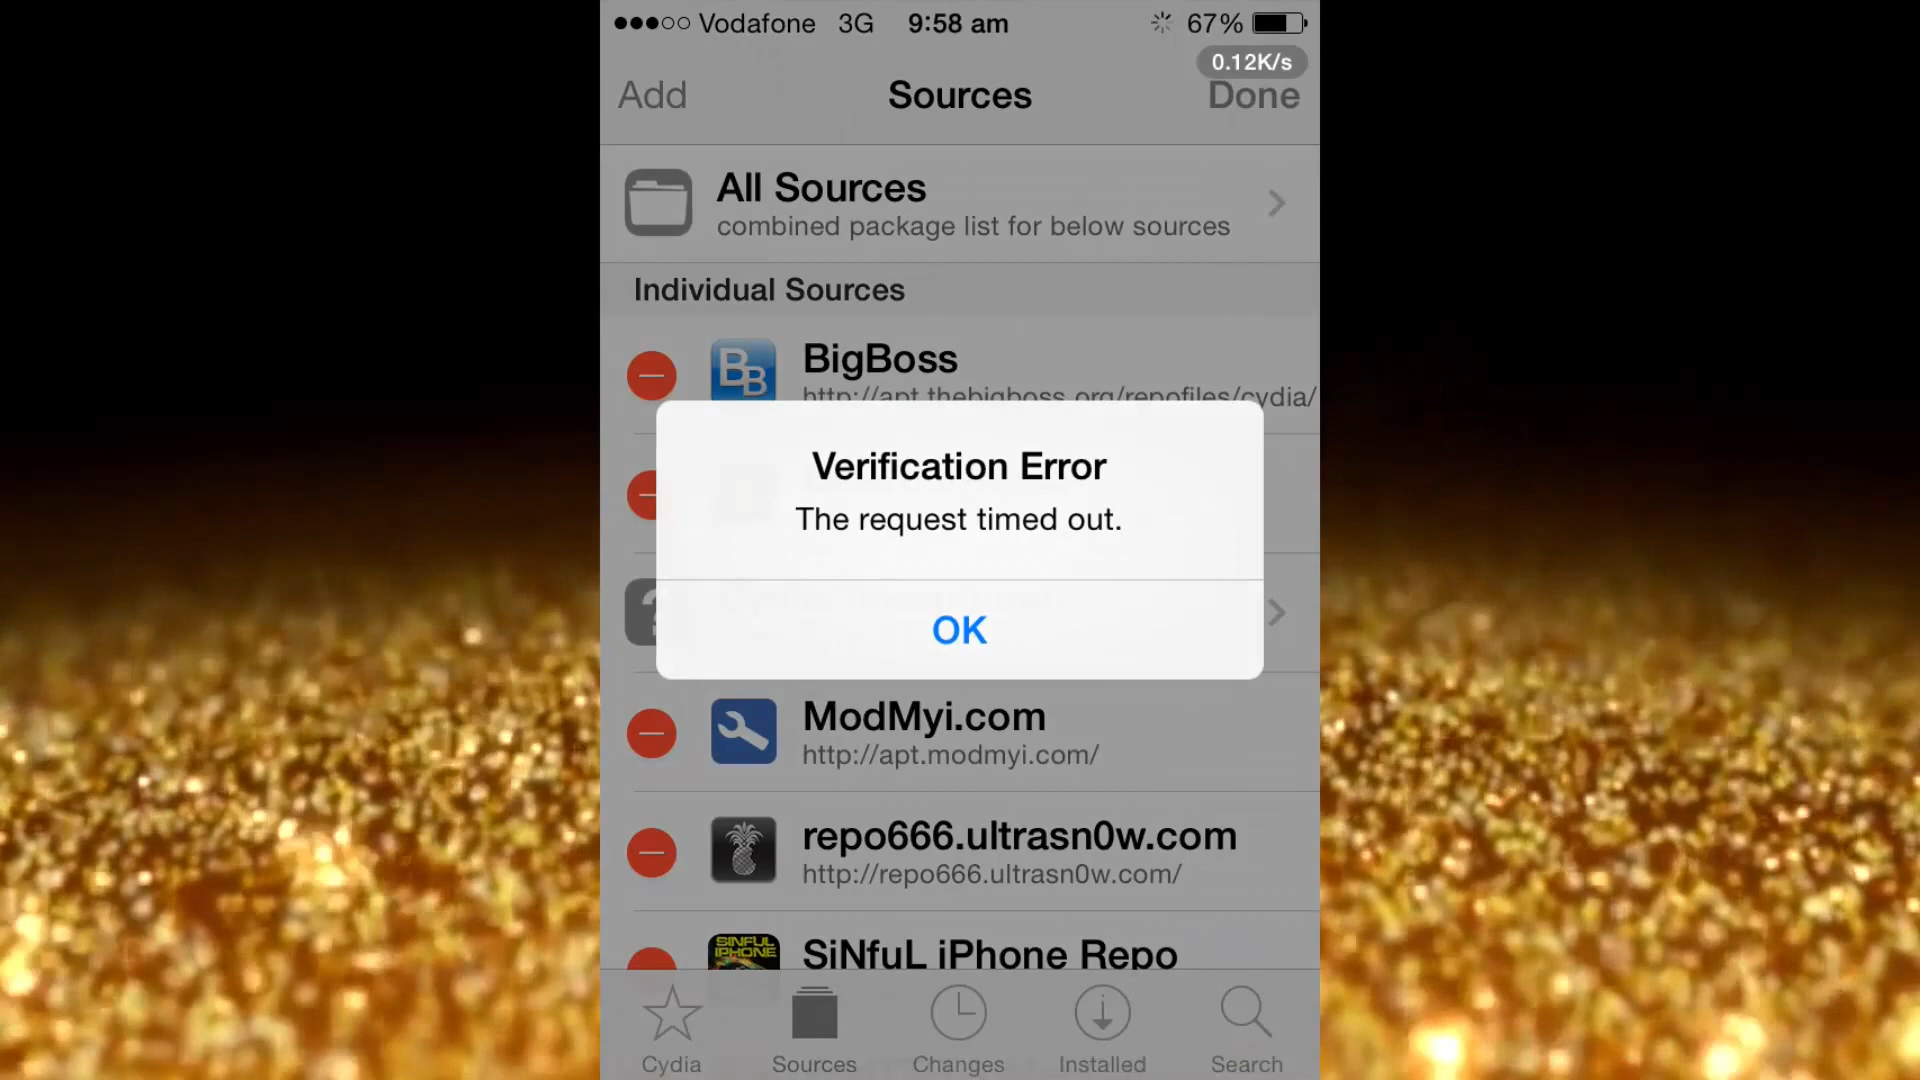 Vodafone 3G 9:58 am 67%
0.12K/s
Add Sources Done
All Sources
combined package list for below sources
Individual Sources
BB BigBoss
http://apt.thebigboss.org/repofiles/cydia/
Verification Error
The request timed out.
OK
?
ModMyi.com
http://apt.modmyi.com/
repo666.ultrasn0w.com
http://repo666.ultrasn0w.com/
SINFUL
IPHONE
SiNfuL iPhone Repo
Cydia Sources Changes Installed Search